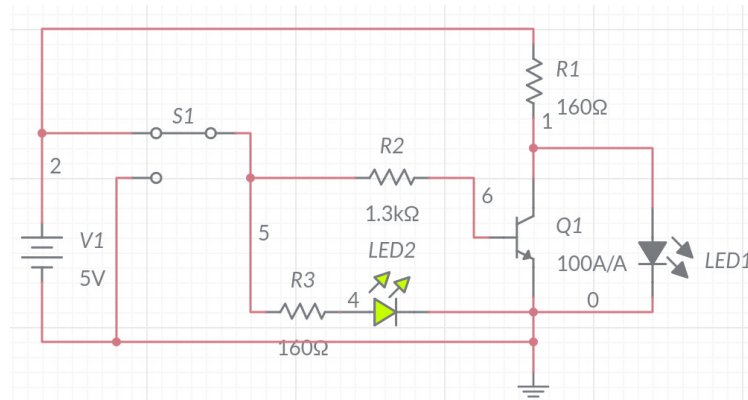 R1
160Ω
1
S1
2
R2
1.3kΩ
6
V1
5V
5
Q1
100A/A
LED1
LED2
R3
4
160Ω
0